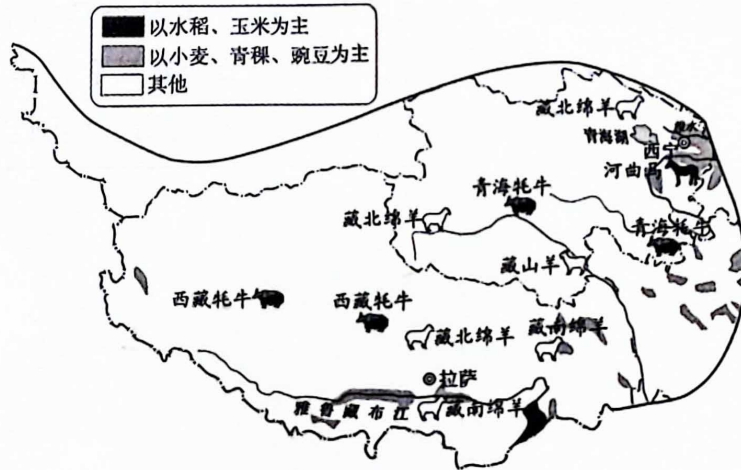 以水稻、玉米为主
以小麦、青稞、豌豆为主
其他
藏北绵羊
青海湖
湟水
西宁
河曲马
青海牦牛
藏北绵羊
青海牦牛
藏山羊
西藏牦牛
西藏牦牛
藏北绵羊
藏南绵羊
拉萨
雅鲁藏布江
藏南绵羊